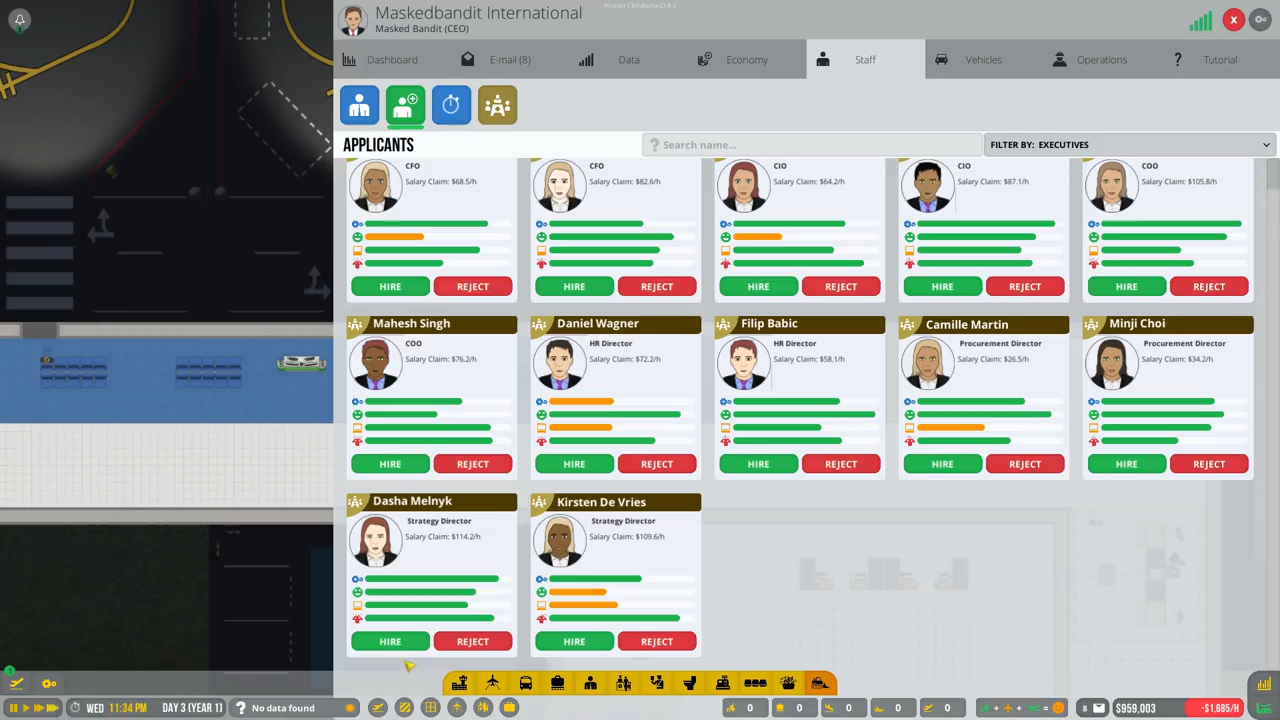 Airport CEO Alpha 27.8-3
Maskedbandit International
Masked Bandit (CEO)
Dashboard
E-mail (8)
Data
Economy
Staff
Vehicles
Operations
Tutorial
APPLICANTS
Search name...
FILTER BY: EXECUTIVES
CFO
Salary Claim: $68.5/h
HIRE REJECT
CFO
Salary Claim: $82.6/h
HIRE REJECT
CIO
Salary Claim: $64.2/h
HIRE REJECT
CIO
Salary Claim: $87.1/h
HIRE REJECT
COO
Salary Claim: $105.8/h
HIRE REJECT
Mahesh Singh
COO
Salary Claim: $76.2/h
HIRE REJECT
Daniel Wagner
HR Director
Salary Claim: $72.2/h
HIRE REJECT
Filip Babic
HR Director
Salary Claim: $58.1/h
HIRE REJECT
Camille Martin
Procurement Director
Salary Claim: $26.5/h
HIRE REJECT
Minji Choi
Procurement Director
Salary Claim: $34.2/h
HIRE REJECT
Dasha Melnyk
Strategy Director
Salary Claim: $114.2/h
HIRE REJECT
Kirsten De Vries
Strategy Director
Salary Claim: $109.6/h
HIRE REJECT
1
WED 11:34 PM DAY 3 (YEAR 1)
? No data found
0 0 0 0 0
8
$959,003
-$1,685/H